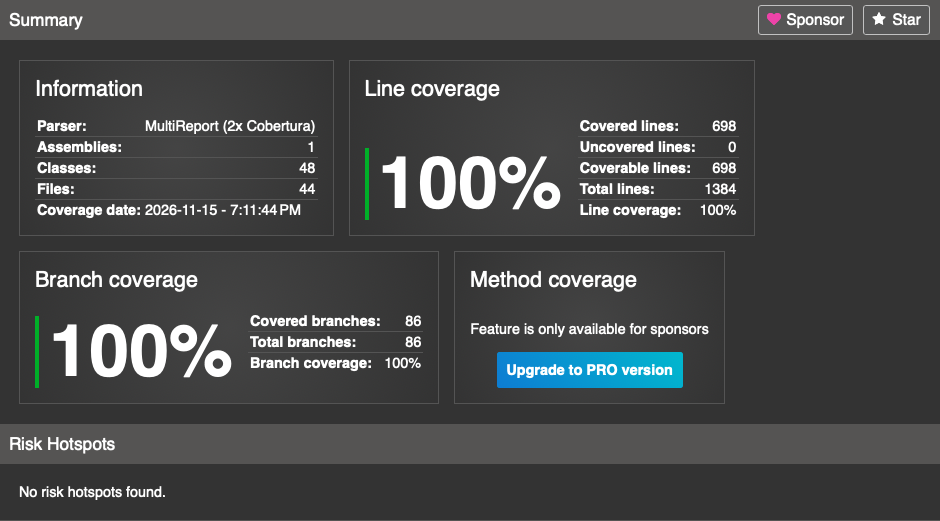 Summary
Sponsor
Star
Information
Parser: MultiReport (2x Cobertura)
Assemblies: 1
Classes: 48
Files: 44
Coverage date: 2026-11-15 - 7:11:44 PM
Line coverage
100%
Covered lines: 698
Uncovered lines: 0
Coverable lines: 698
Total lines: 1384
Line coverage: 100%
Branch coverage
100%
Covered branches: 86
Total branches: 86
Branch coverage: 100%
Method coverage
Feature is only available for sponsors
Upgrade to PRO version
Risk Hotspots
No risk hotspots found.